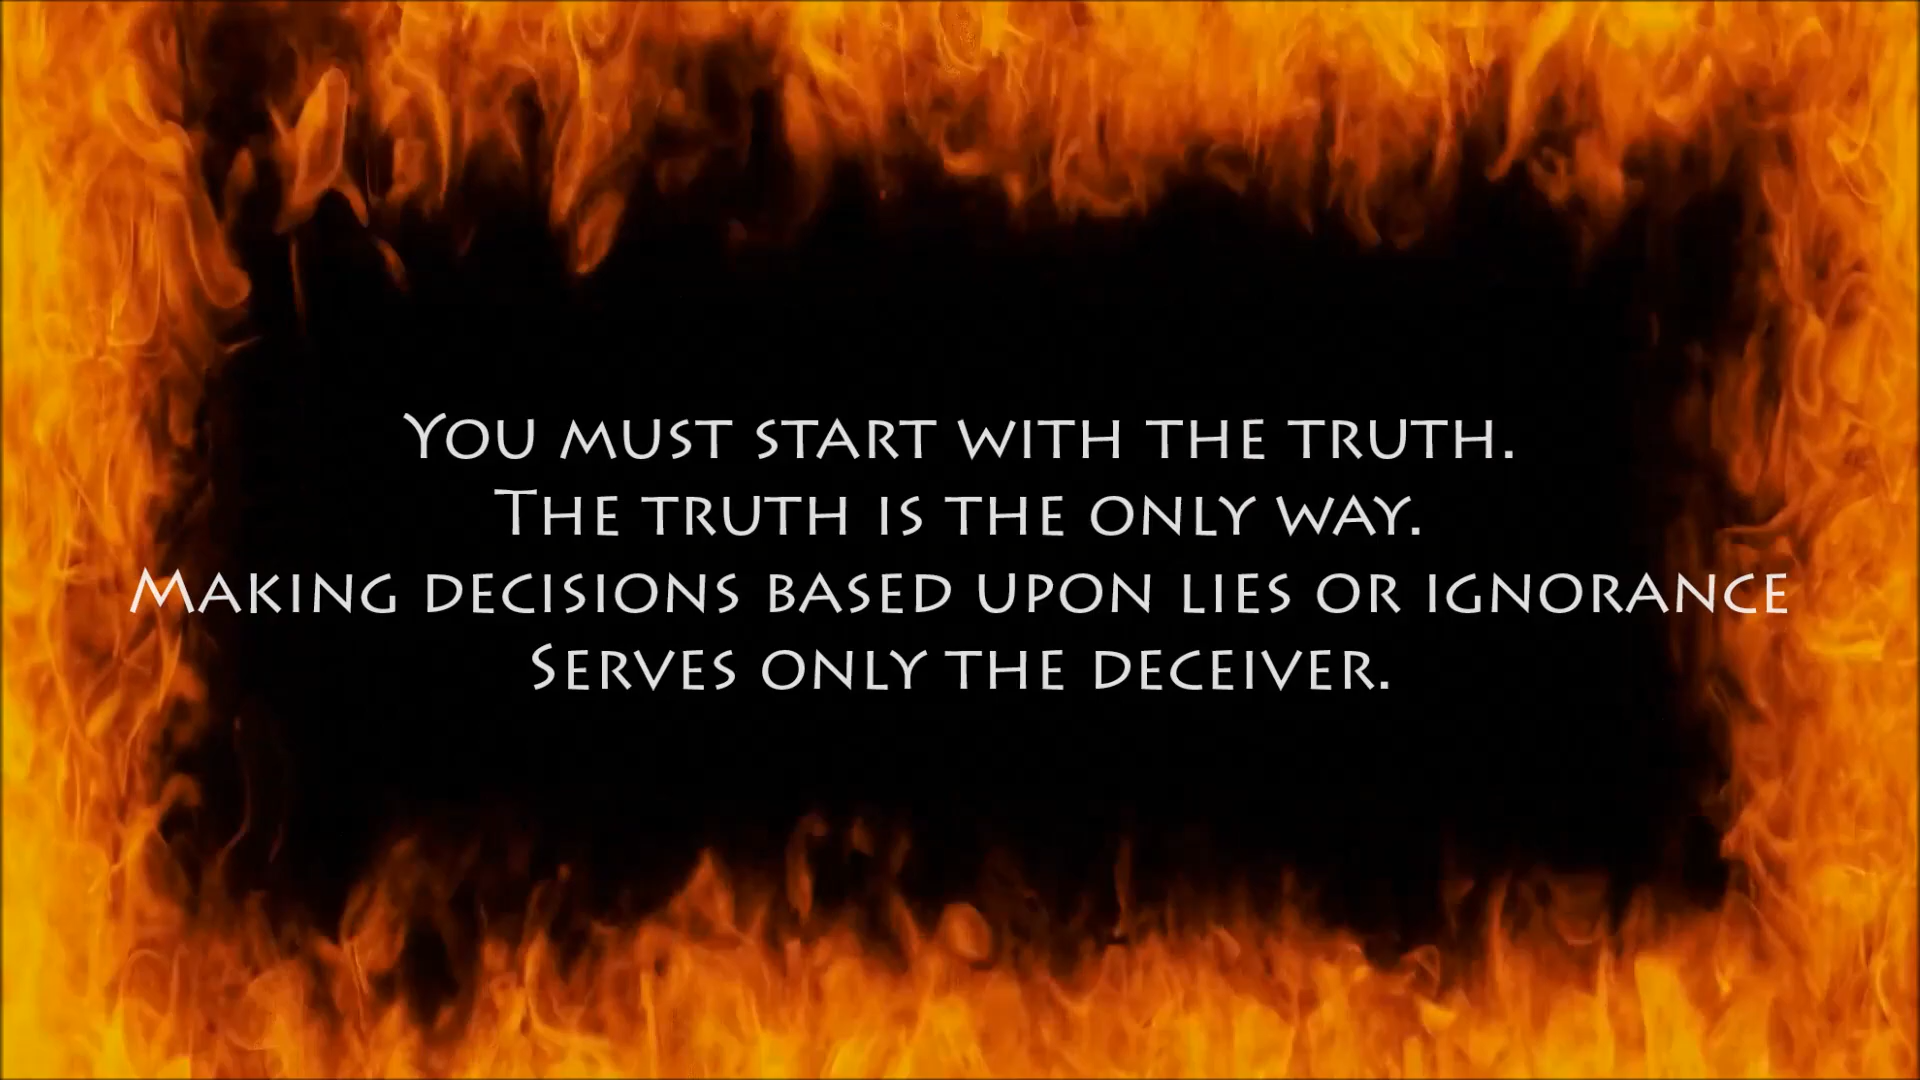 You must start with the truth.
The truth is the only way.
Making decisions based upon lies or ignorance
Serves only the deceiver.